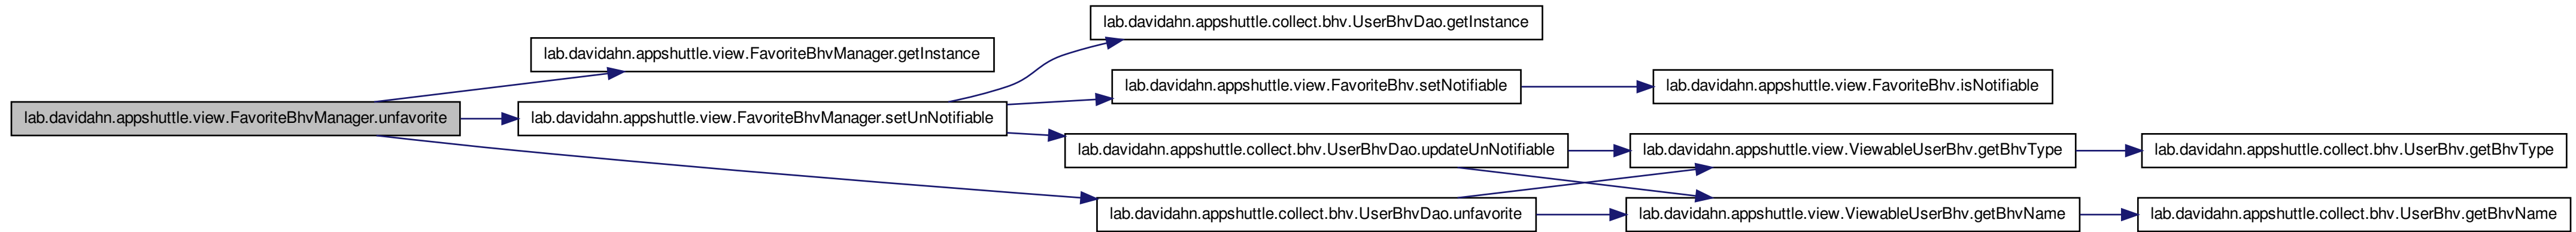 lab.davidahn.appshuttle.view.FavoriteBhvManager.unfavorite
lab.davidahn.appshuttle.view.FavoriteBhvManager.getInstance
lab.davidahn.appshuttle.view.FavoriteBhvManager.setUnNotifiable
lab.davidahn.appshuttle.collect.bhv.UserBhvDao.getInstance
lab.davidahn.appshuttle.view.FavoriteBhv.setNotifiable
lab.davidahn.appshuttle.collect.bhv.UserBhvDao.updateUnNotifiable
lab.davidahn.appshuttle.collect.bhv.UserBhvDao.unfavorite
lab.davidahn.appshuttle.view.FavoriteBhv.isNotifiable
lab.davidahn.appshuttle.view.ViewableUserBhv.getBhvType
lab.davidahn.appshuttle.view.ViewableUserBhv.getBhvName
lab.davidahn.appshuttle.collect.bhv.UserBhv.getBhvType
lab.davidahn.appshuttle.collect.bhv.UserBhv.getBhvName